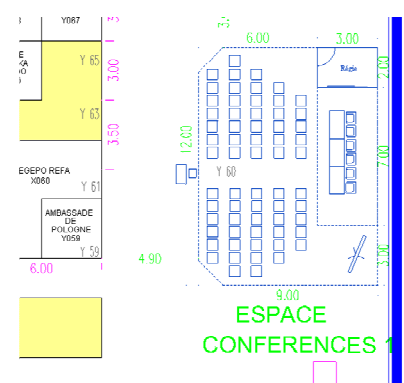 Y067
6.00
3.00
Y 65
3.00
Régie
2.00
Y 63
3.50
12.00
7.00
EGEPO REFA
X060
Y 61
Y 60
AMBASSADE
DE
POLOGNE
Y059
Y 59
6.00
4.90
3.00
9.00
ESPACE
CONFERENCES 1